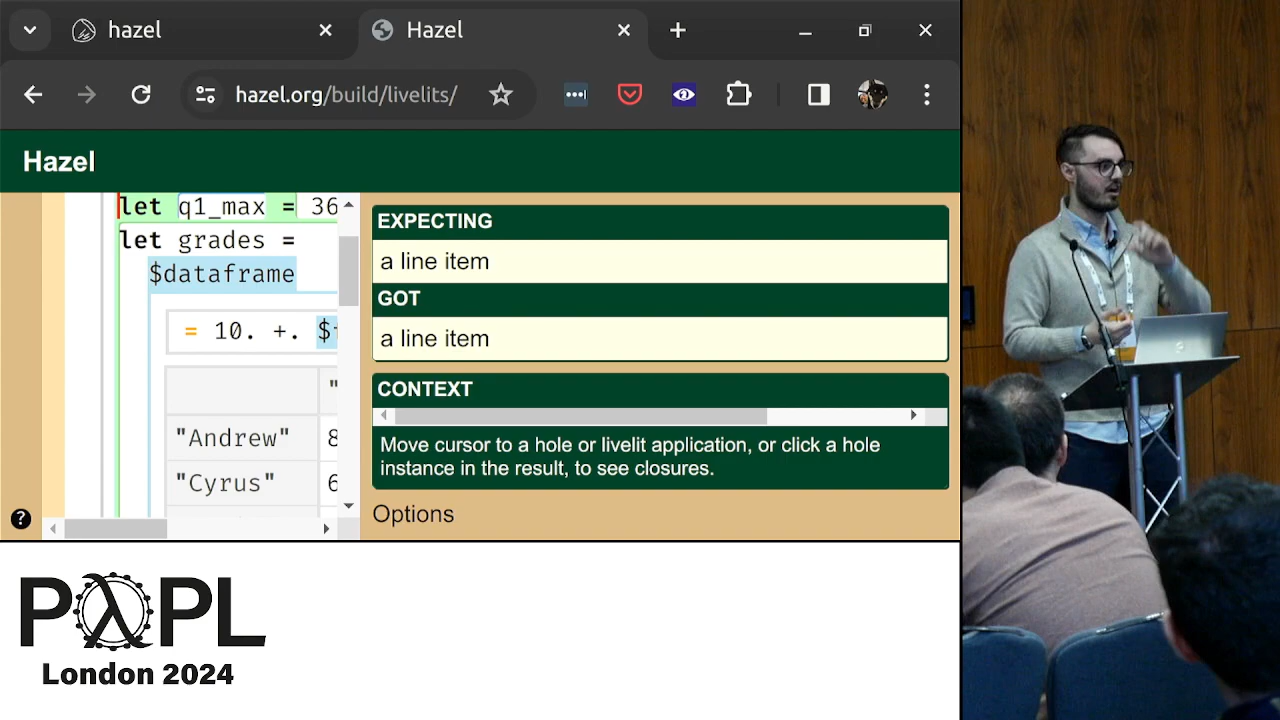 hazel
Hazel
hazel.org/build/livelits/
Hazel
let q1_max = 36
let grades =
$dataframe
= 10. +. $
"
"Andrew" 8
"Cyrus" 6
?
EXPECTING
a line item
GOT
a line item
CONTEXT
Move cursor to a hole or livelit application, or click a hole
instance in the result, to see closures.
Options
PλPL
London 2024